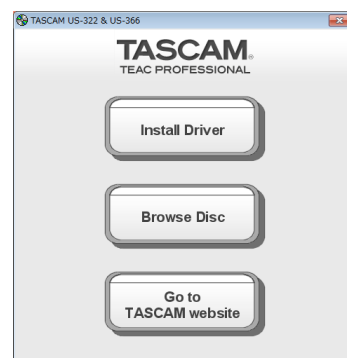 TASCAM US-322 & US-366
TASCAM®
TEAC PROFESSIONAL
Install Driver
Browse Disc
Go to
TASCAM website